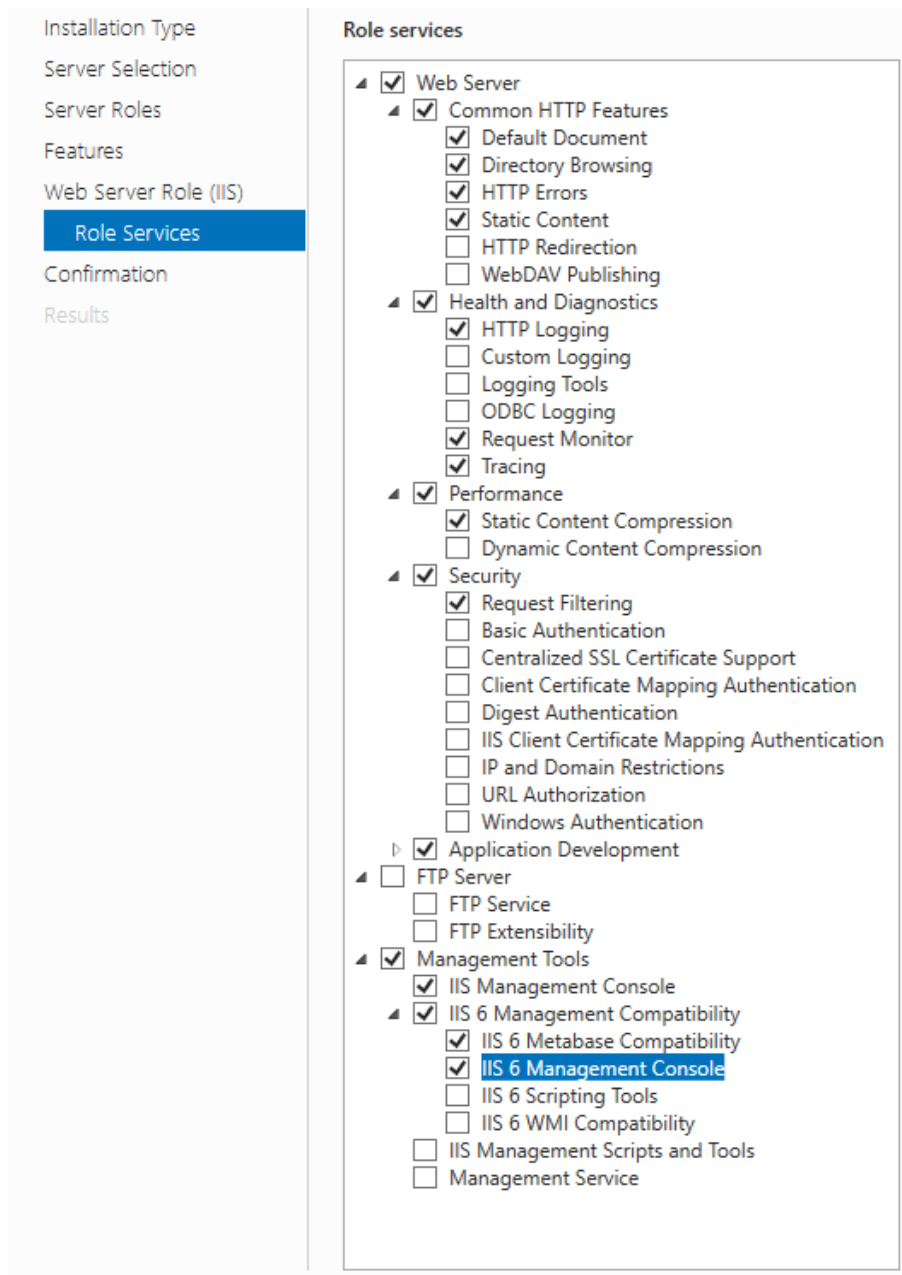 Installation Type
Server Selection
Server Roles
Features
Web Server Role (IIS)
Role Services
Confirmation
Results
Role services
Web Server
Common HTTP Features
Default Document
Directory Browsing
HTTP Errors
Static Content
HTTP Redirection
WebDAV Publishing
Health and Diagnostics
HTTP Logging
Custom Logging
Logging Tools
ODBC Logging
Request Monitor
Tracing
Performance
Static Content Compression
Dynamic Content Compression
Security
Request Filtering
Basic Authentication
Centralized SSL Certificate Support
Client Certificate Mapping Authentication
Digest Authentication
IIS Client Certificate Mapping Authentication
IP and Domain Restrictions
URL Authorization
Windows Authentication
Application Development
FTP Server
FTP Service
FTP Extensibility
Management Tools
IIS Management Console
IIS 6 Management Compatibility
IIS 6 Metabase Compatibility
IIS 6 Management Console
IIS 6 Scripting Tools
IIS 6 WMI Compatibility
IIS Management Scripts and Tools
Management Service